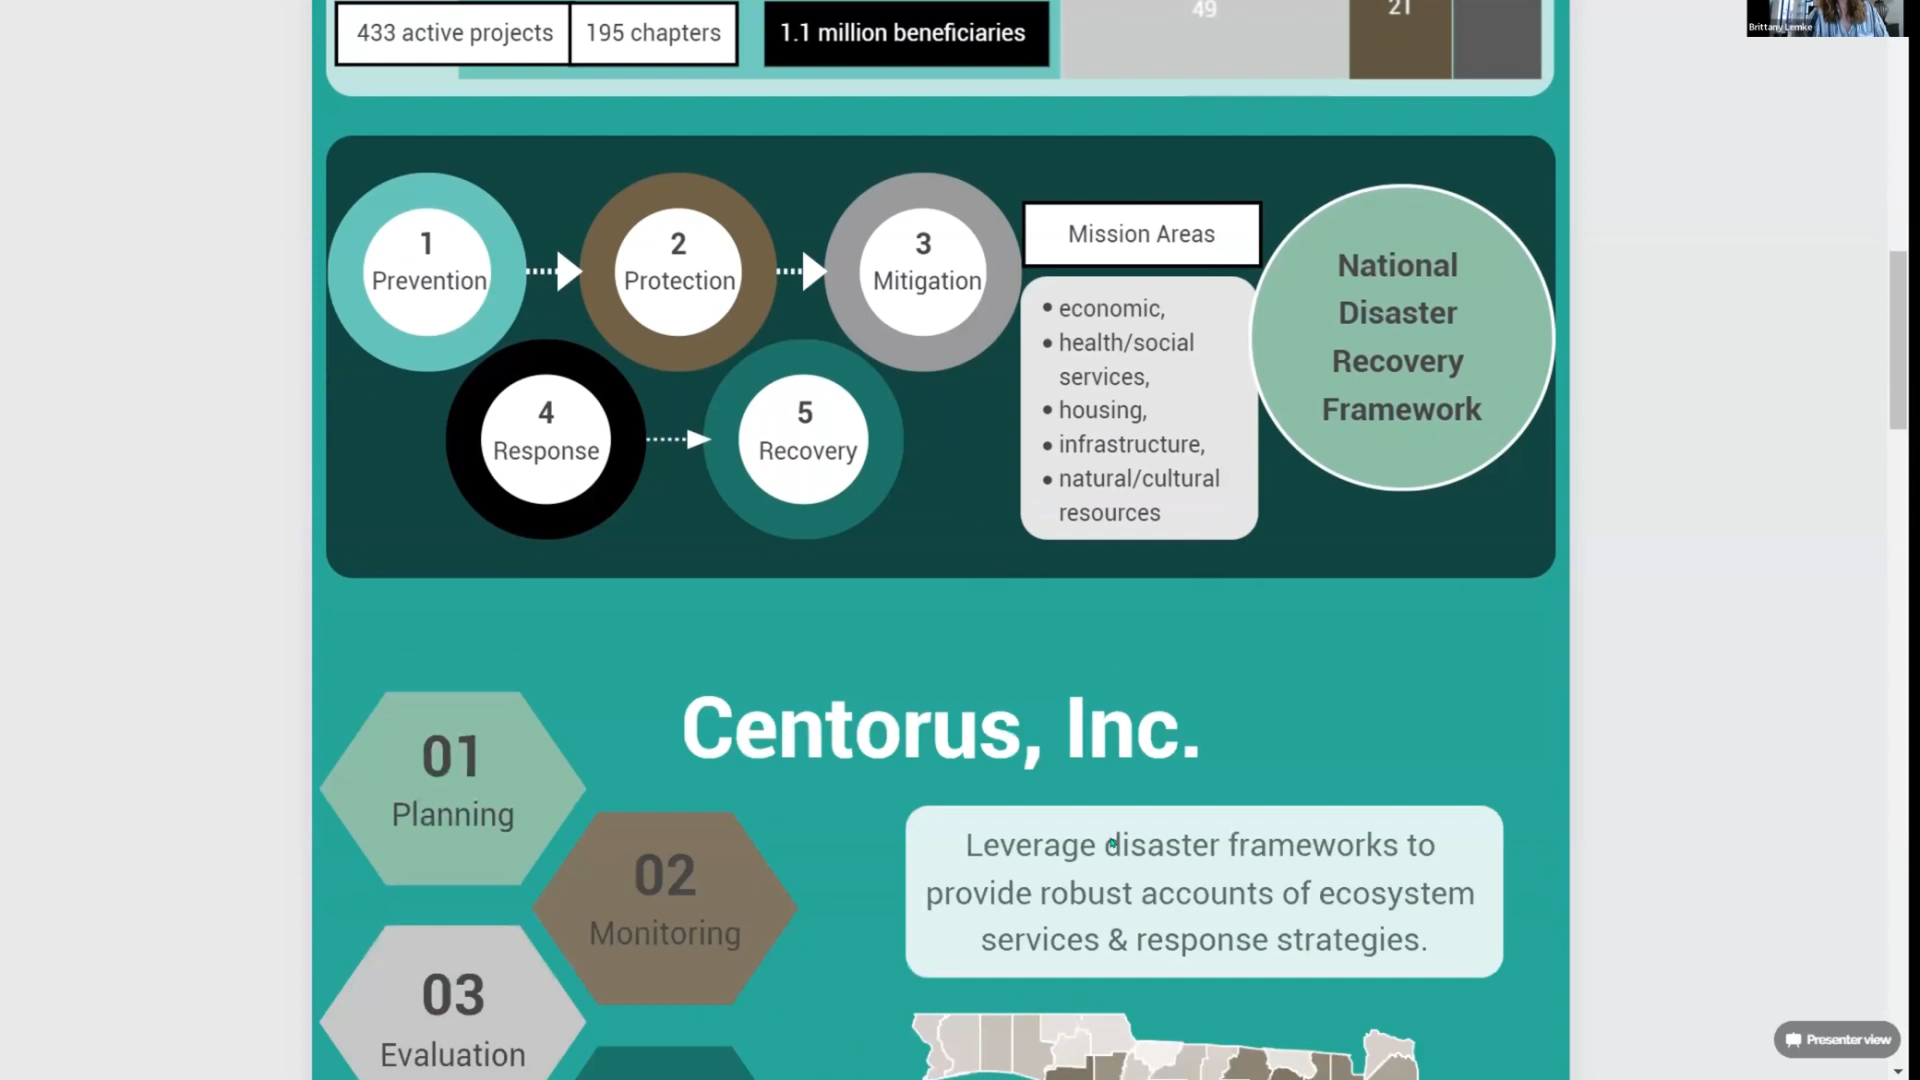 433 active projects
195 chapters
1.1 million beneficiaries
49
21
Brittany Lemke
1
Prevention
2
Protection
3
Mitigation
4
Response
5
Recovery
Mission Areas
• economic,
• health/social
services,
• housing,
• infrastructure,
• natural/cultural
resources
National
Disaster
Recovery
Framework
Centorus, Inc.
01
Planning
02
Monitoring
03
Evaluation
Leverage disaster frameworks to
provide robust accounts of ecosystem
services & response strategies.
Presenter view